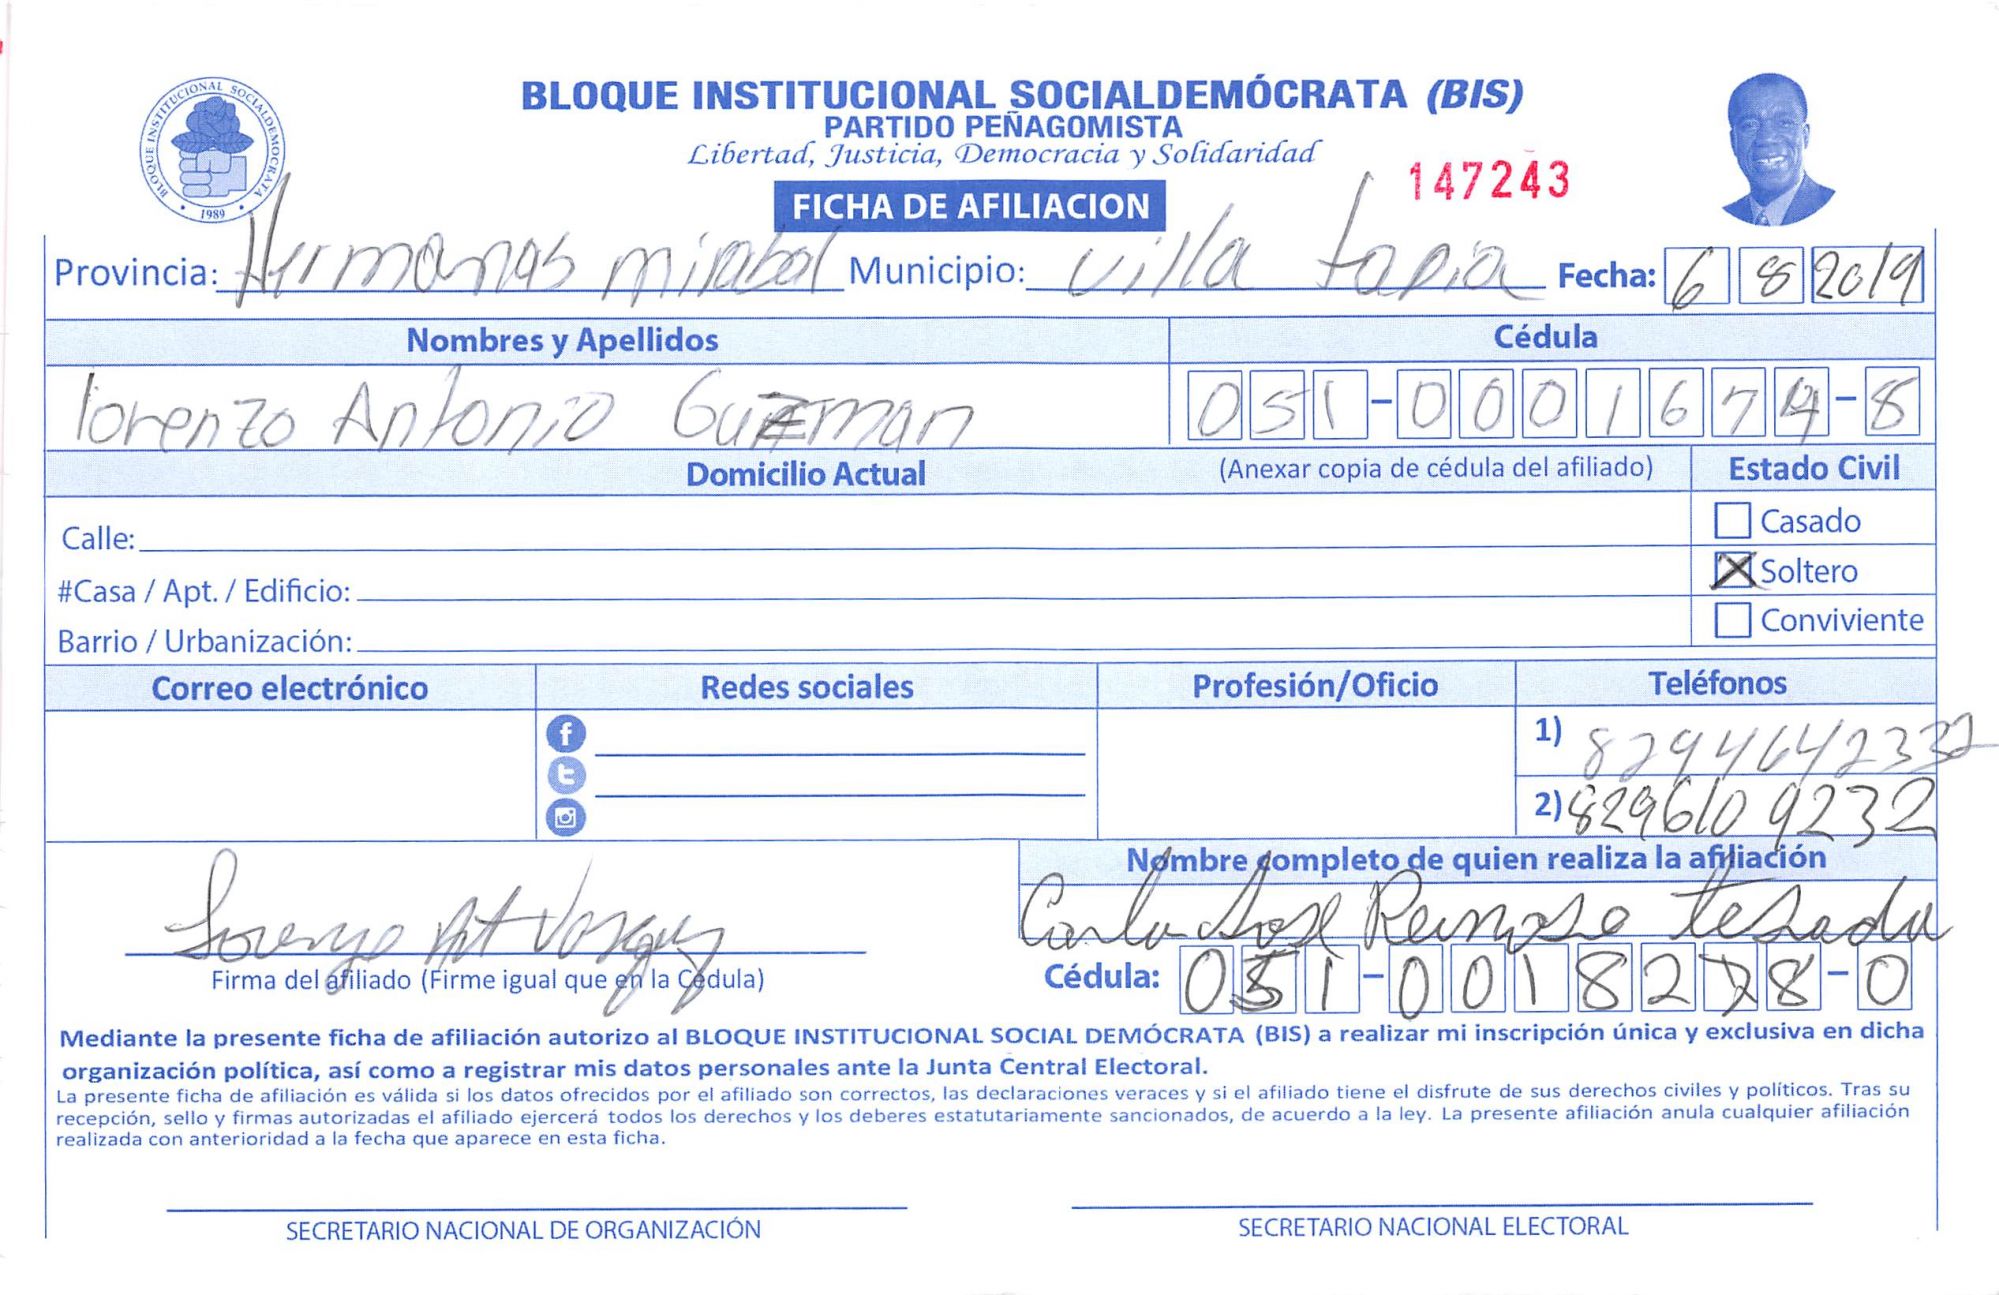 BLOQUE INSTITUCIONAL SOCIALDEMÓCRATA
1989
BLOQUE INSTITUCIONAL SOCIALDEMÓCRATA (BIS)
PARTIDO PEÑAGOMISTA
Libertad, Justicia, Democracia y Solidaridad
147243
FICHA DE AFILIACION
Provincia: Hermanas mirabal Municipio: villa tapia Fecha: 6 8 2019
Nombres y Apellidos Cédula
lorenzo Antonio Guzman 051-0001674-8
Domicilio Actual (Anexar copia de cédula del afiliado) Estado Civil
Calle: Casado
#Casa / Apt. / Edificio: Soltero
Barrio / Urbanización: Conviviente
Correo electrónico Redes sociales Profesión/Oficio Teléfonos
1) 829464233
2) 8296109232
Nombre completo de quien realiza la afiliación
Jose
Firma del afiliado (Firme igual que en la Cédula)
Cédula: 051-0018278-0
Mediante la presente ficha de afiliación autorizo al BLOQUE INSTITUCIONAL SOCIAL DEMÓCRATA (BIS) a realizar mi inscripción única y exclusiva en dicha
organización política, así como a registrar mis datos personales ante la Junta Central Electoral.
La presente ficha de afiliación es válida si los datos ofrecidos por el afiliado son correctos, las declaraciones veraces y si el afiliado tiene el disfrute de sus derechos civiles y políticos. Tras su
recepción, sello y firmas autorizadas el afiliado ejercerá todos los derechos y los deberes estatutariamente sancionados, de acuerdo a la ley. La presente afiliación anula cualquier afiliación
realizada con anterioridad a la fecha que aparece en esta ficha.
SECRETARIO NACIONAL DE ORGANIZACIÓN SECRETARIO NACIONAL ELECTORAL